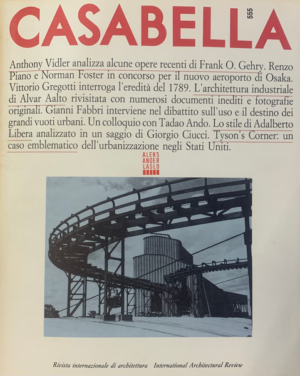 CASABELLA
555
Anthony Vidler analizza alcune opere recenti di Frank O. Gehry. Renzo
Piano e Norman Foster in concorso per il nuovo aeroporto di Osaka.
Vittorio Gregotti interroga l'eredità del 1789. L'architettura industriale
di Alvar Aalto rivisitata con numerosi documenti inediti e fotografie
originali. Gianni Fabbri interviene nel dibattito sull'uso e il destino dei
grandi vuoti urbani. Un colloquio con Tadao Ando. Lo stile di Adalberto
Libera analizzato in un saggio di Giorgio Ciucci. Tyson's Corner: un
caso emblematico dell'urbanizzazione negli Stati Uniti.
ALEKS
ANDER
LASLO
Rivista internazionale di architettura International Architectural Review